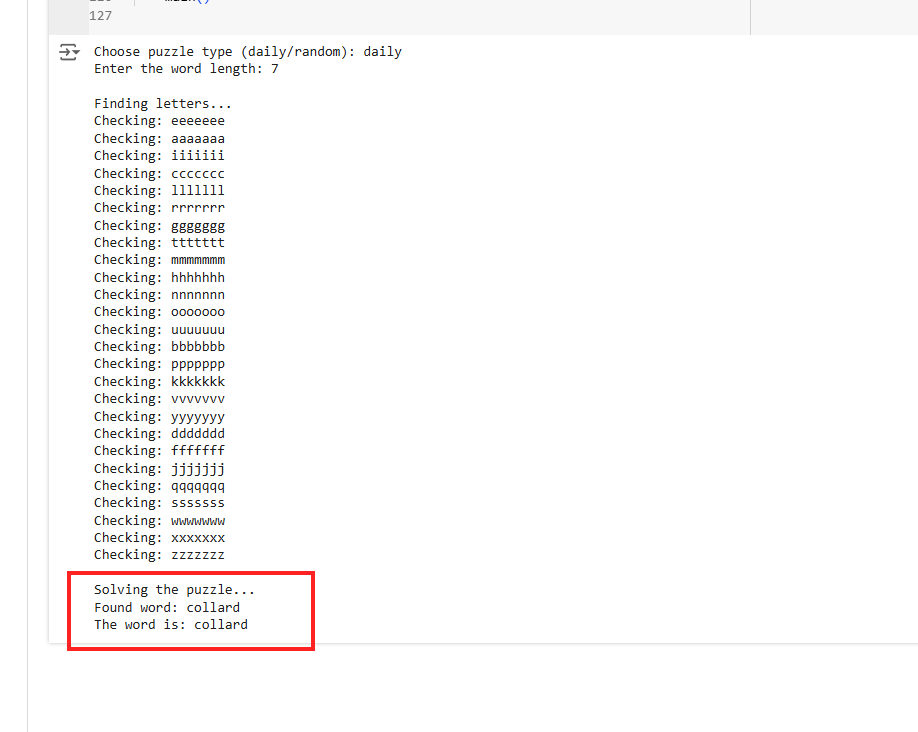 127
Choose puzzle type (daily/random): daily
Enter the word length: 7
Finding letters...
Checking: eeeeeee
Checking: aaaaaaa
Checking: iiiiiii
Checking: ccccccc
Checking: lllllll
Checking: rrrrrrr
Checking: ggggggg
Checking: ttttttt
Checking: mmmmmmm
Checking: hhhhhhh
Checking: nnnnnnn
Checking: ooooooo
Checking: uuuuuuu
Checking: bbbbbbb
Checking: ppppppp
Checking: kkkkkkk
Checking: vvvvvvv
Checking: yyyyyyy
Checking: ddddddd
Checking: fffffff
Checking: jjjjjjj
Checking: qqqqqqq
Checking: sssssss
Checking: wwwwwww
Checking: xxxxxxx
Checking: zzzzzzz
Solving the puzzle...
Found word: collard
The word is: collard